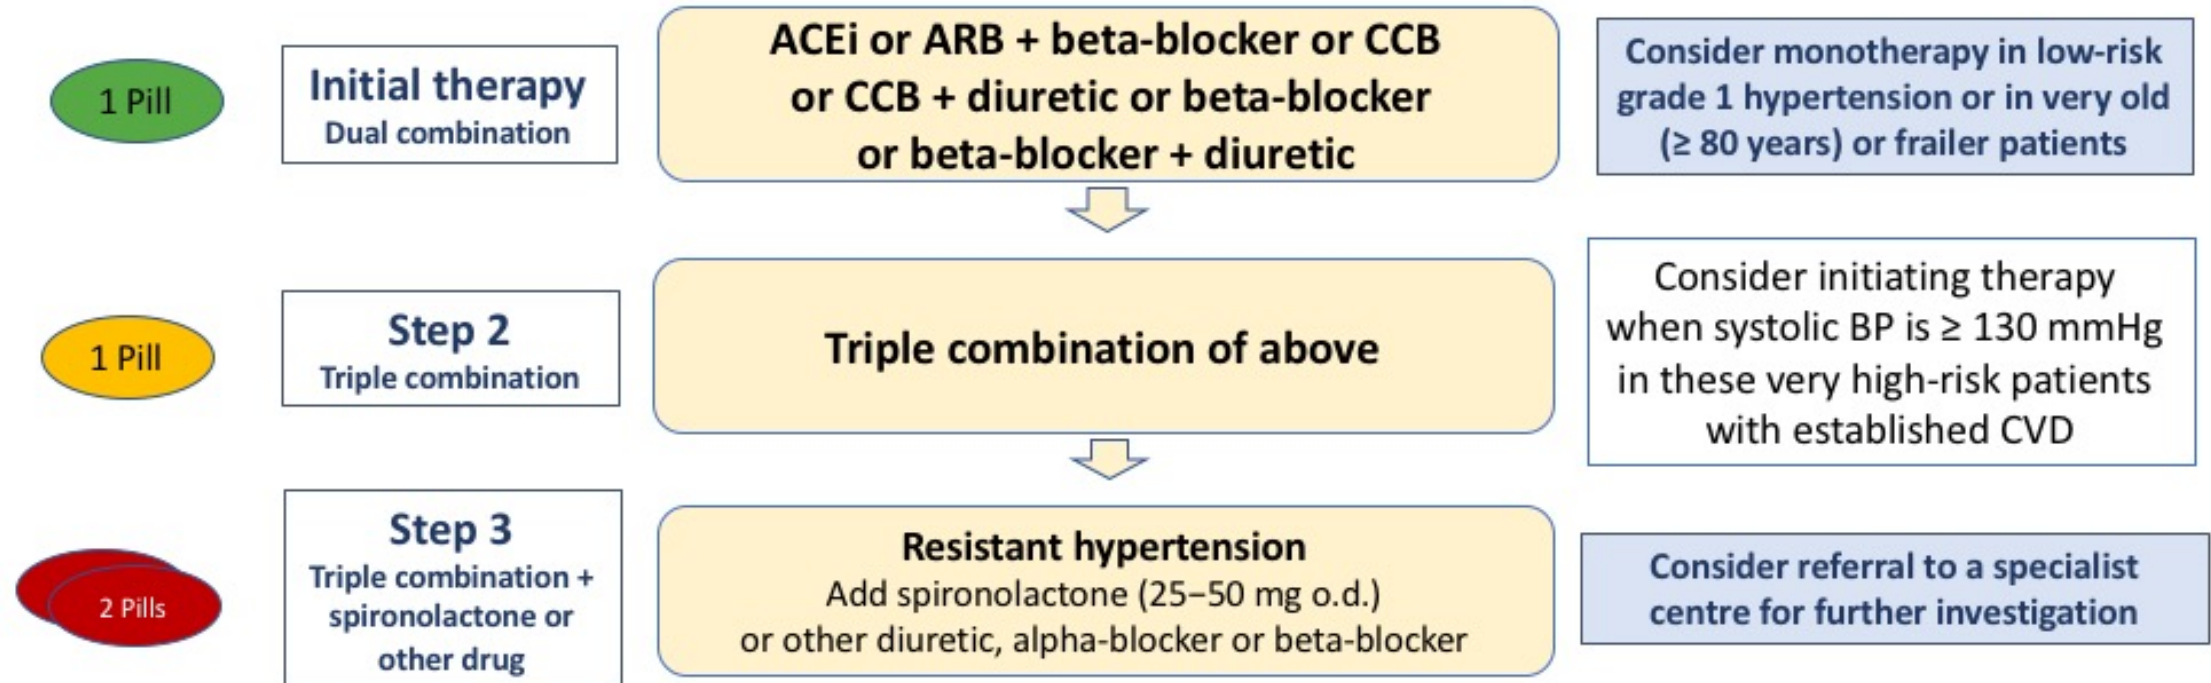 1 Pill
Initial therapy
Dual combination
ACEi or ARB + beta-blocker or CCB
or CCB + diuretic or beta-blocker
or beta-blocker + diuretic
Consider monotherapy in low-risk
grade 1 hypertension or in very old
(≥ 80 years) or frailer patients
1 Pill
Step 2
Triple combination
Triple combination of above
Consider initiating therapy
when systolic BP is ≥ 130 mmHg
in these very high-risk patients
with established CVD
2 Pills
Step 3
Triple combination +
spironolactone or
other drug
Resistant hypertension
Add spironolactone (25–50 mg o.d.)
or other diuretic, alpha-blocker or beta-blocker
Consider referral to a specialist
centre for further investigation